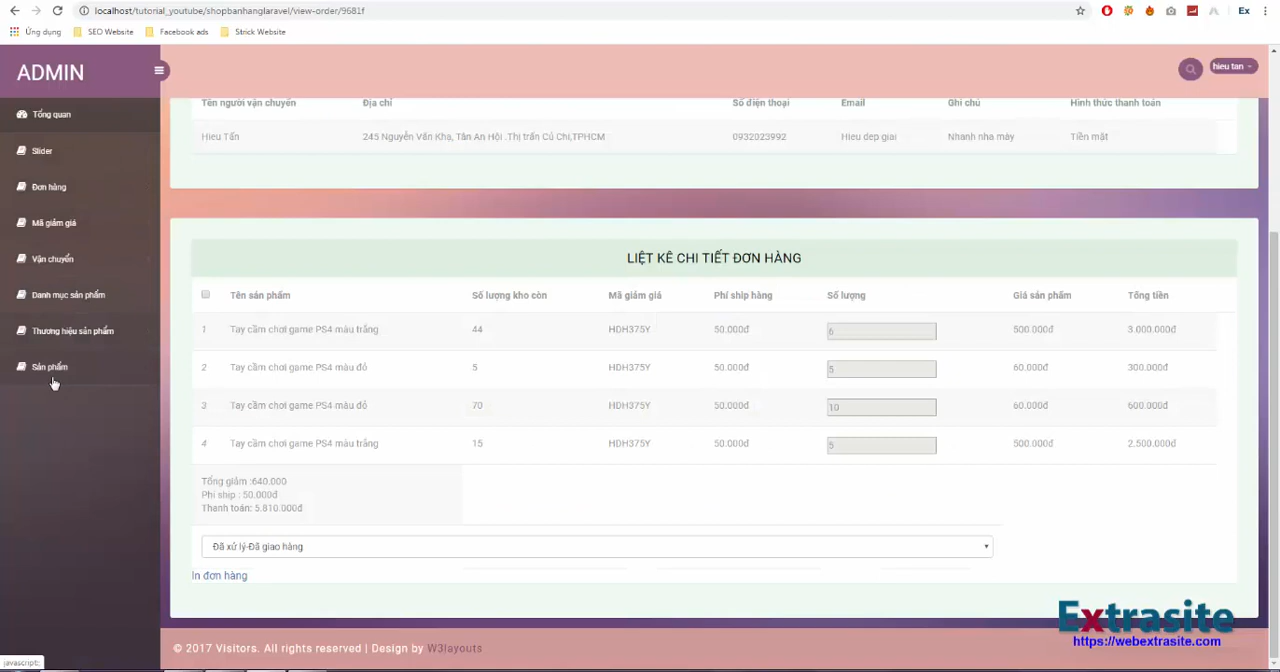 localhost/tutorial_youtube/shopbanhanglaravel/view-order/9681f
Ex
Ứng dụng SEO Website Facebook ads Strick Website
ADMIN
hieu tan
Tổng quan
Slider
Đơn hàng
Mã giảm giá
Vận chuyển
Danh mục sản phẩm
Thương hiệu sản phẩm
Sản phẩm
Tên người vận chuyển Địa chỉ Số điện thoại Email Ghi chú Hình thức thanh toán
Hieu Tấn 245 Nguyễn Văn Khạ, Tân An Hội .Thị trấn Củ Chi,TPHCM 0932023992 Hieu dep giai Nhanh nha mày Tiền mặt
LIỆT KÊ CHI TIẾT ĐƠN HÀNG
Tên sản phẩm Số lượng kho còn Mã giảm giá Phí ship hàng Số lượng Giá sản phẩm Tổng tiền
1 Tay cầm chơi game PS4 màu trắng 44 HDH375Y 50.000đ 6 500.000đ 3.000.000đ
2 Tay cầm chơi game PS4 màu đỏ 5 HDH375Y 50.000đ 5 60.000đ 300.000đ
3 Tay cầm chơi game PS4 màu đỏ 70 HDH375Y 50.000đ 10 60.000đ 600.000đ
4 Tay cầm chơi game PS4 màu trắng 15 HDH375Y 50.000đ 5 500.000đ 2.500.000đ
Tổng giảm :640.000
Phí ship : 50.000đ
Thanh toán: 5.810.000đ
Đã xử lý-Đã giao hàng
In đơn hàng
Extrasite
https://webextrasite.com
© 2017 Visitors. All rights reserved | Design by W3layouts
javascript:;